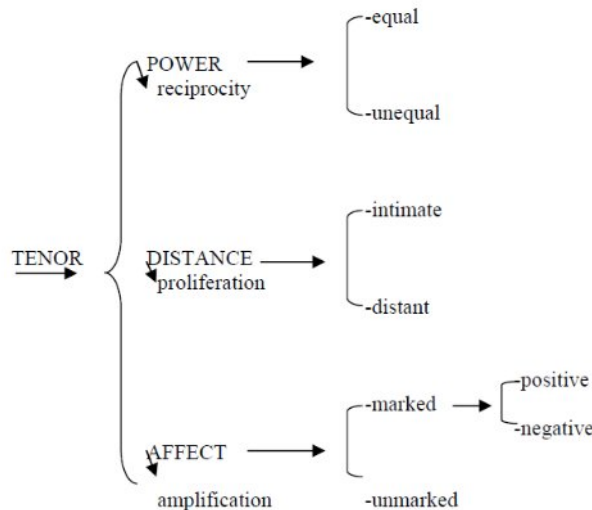 -equal
POWER
reciprocity
-unequal
-intimate
TENOR
DISTANCE
proliferation
-distant
-positive
-marked
-negative
AFFECT
amplification
-unmarked